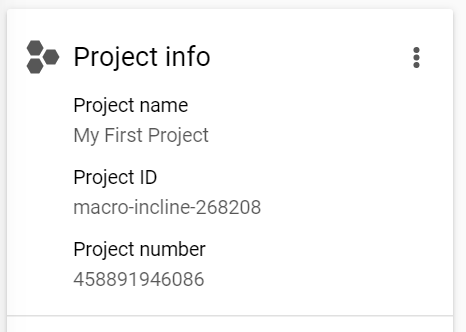 Project info
Project name
My First Project
Project ID
macro-incline-268208
Project number
458891946086